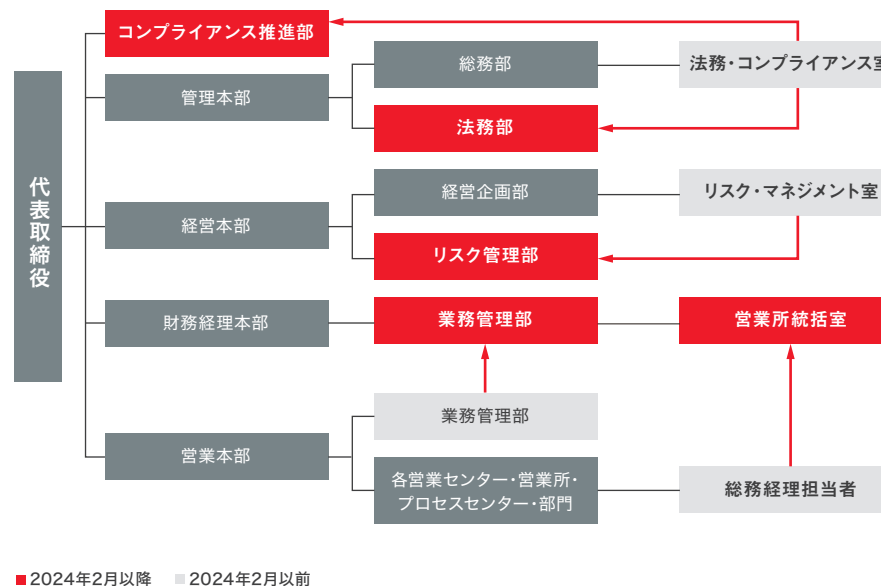 コンプライアンス推進部
総務部
法務・コンプライアンス室
管理本部
法務部
代表取締役
経営企画部
リスク・マネジメント室
経営本部
リスク管理部
財務経理本部
業務管理部
営業所統括室
業務管理部
営業本部
各営業センター・営業所・
プロセスセンター・部門
総務経理担当者
2024年2月以降
2024年2月以前